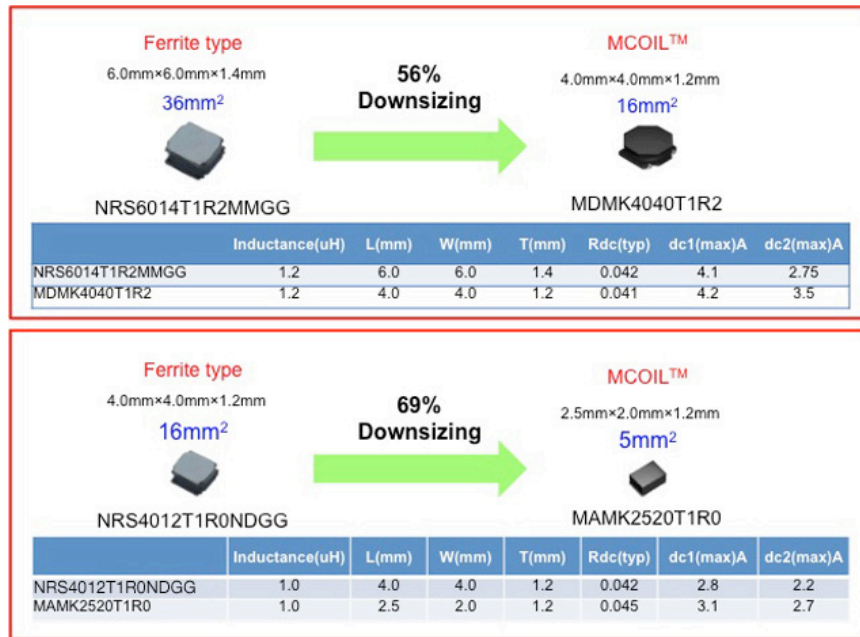 Ferrite type
MCOIL™
6.0mm×6.0mm×1.4mm
56%
4.0mm×4.0mm×1.2mm
36mm²
Downsizing
16mm²
NRS6014T1R2MMGG
MDMK4040T1R2
Inductance(uH) L(mm) W(mm) T(mm) Rdc(typ) dc1(max)A dc2(max)A
NRS6014T1R2MMGG 1.2 6.0 6.0 1.4 0.042 4.1 2.75
MDMK4040T1R2 1.2 4.0 4.0 1.2 0.041 4.2 3.5
Ferrite type
MCOIL™
4.0mm×4.0mm×1.2mm
69%
2.5mm×2.0mm×1.2mm
16mm²
Downsizing
5mm²
NRS4012T1R0NDGG
MAMK2520T1R0
Inductance(uH) L(mm) W(mm) T(mm) Rdc(typ) dc1(max)A dc2(max)A
NRS4012T1R0NDGG 1.0 4.0 4.0 1.2 0.042 2.8 2.2
MAMK2520T1R0 1.0 2.5 2.0 1.2 0.045 3.1 2.7